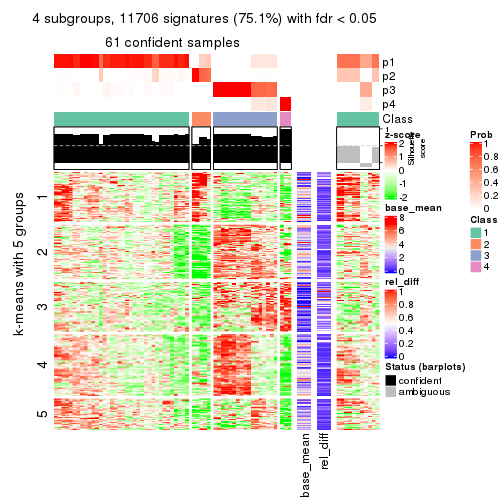 4 subgroups, 11706 signatures (75.1%) with fdr < 0.05
61 confident samples
p1
p2
p3
p4
Class
1
0
Silhouette
score
k-means with 5 groups
1
2
3
4
5
base_mean
rel_diff
z-score
2
1
0
-1
-2
base_mean
8
6
4
2
0
rel_diff
1
0.8
0.6
0.4
0.2
0
Status (barplots)
confident
ambiguous
Prob
1
0.8
0.6
0.4
0.2
0
Class
1
2
3
4